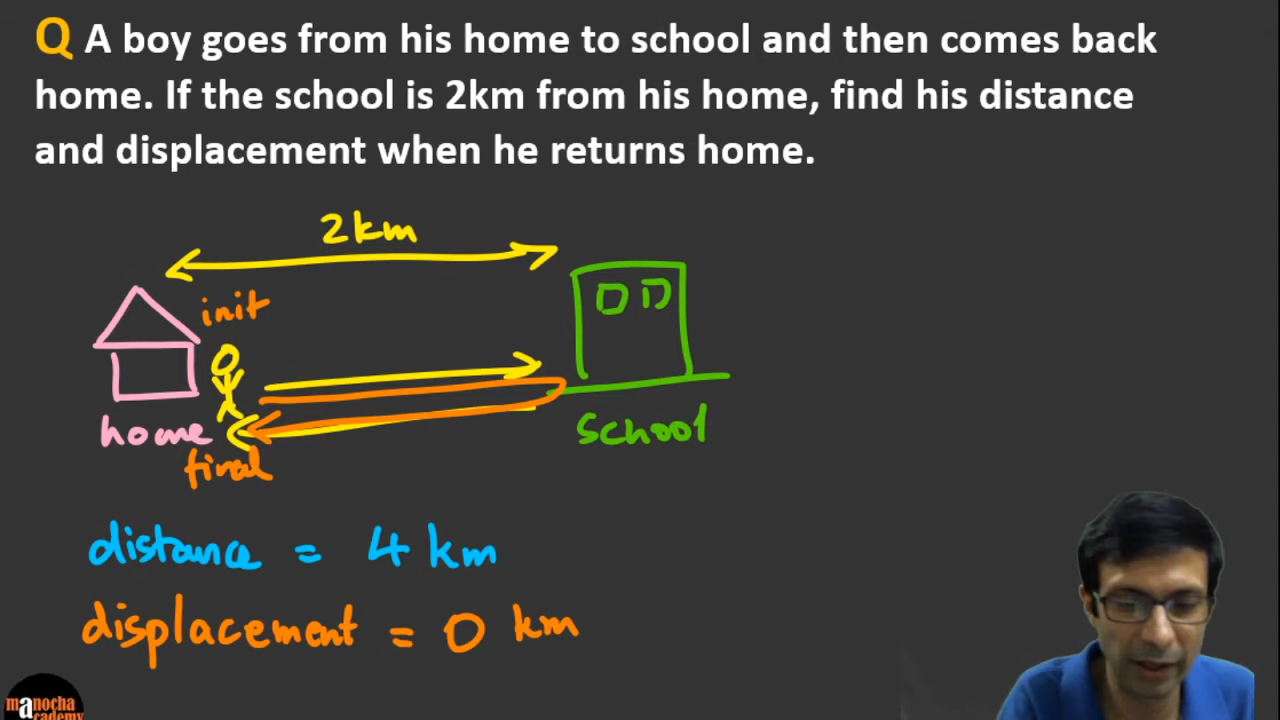 Q A boy goes from his home to school and then comes back
home. If the school is 2km from his home, find his distance
and displacement when he returns home.
2km
init
home
final
School
distance = 4 km
displacement = 0 km
manocha
academy